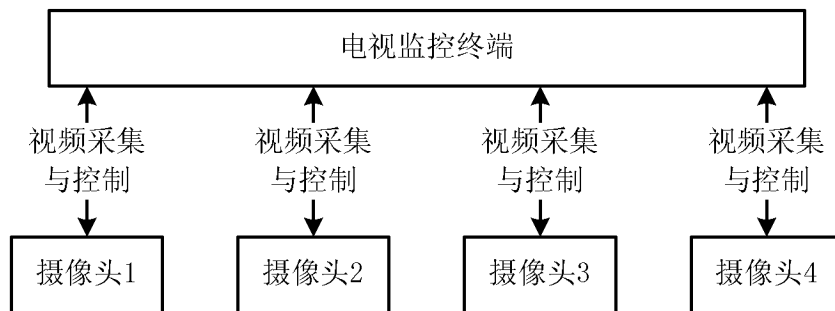 电视监控终端
视频采集 视频采集 视频采集 视频采集
与控制 与控制 与控制 与控制
摄像头1 摄像头2 摄像头3 摄像头4